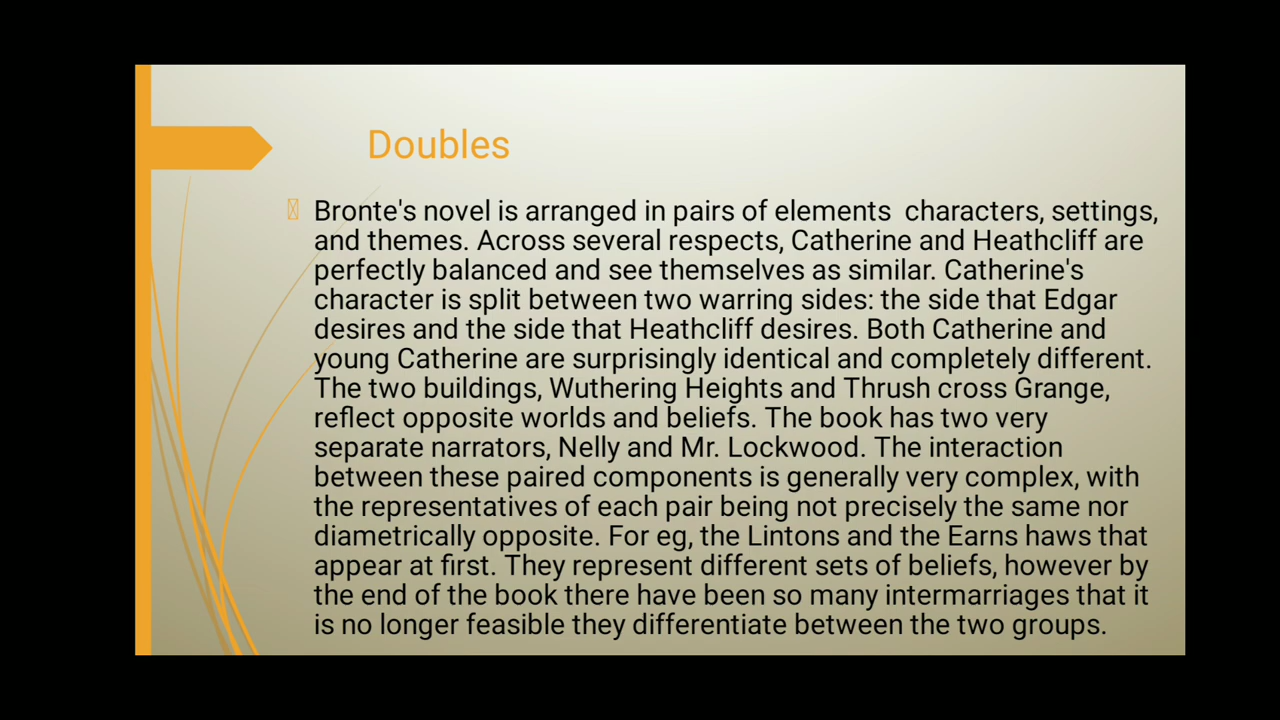 Doubles
Bronte's novel is arranged in pairs of elements  characters, settings,
and themes. Across several respects, Catherine and Heathcliff are
perfectly balanced and see themselves as similar. Catherine's
character is split between two warring sides: the side that Edgar
desires and the side that Heathcliff desires. Both Catherine and
young Catherine are surprisingly identical and completely different.
The two buildings, Wuthering Heights and Thrush cross Grange,
reflect opposite worlds and beliefs. The book has two very
separate narrators, Nelly and Mr. Lockwood. The interaction
between these paired components is generally very complex, with
the representatives of each pair being not precisely the same nor
diametrically opposite. For eg, the Lintons and the Earns haws that
appear at first. They represent different sets of beliefs, however by
the end of the book there have been so many intermarriages that it
is no longer feasible they differentiate between the two groups.